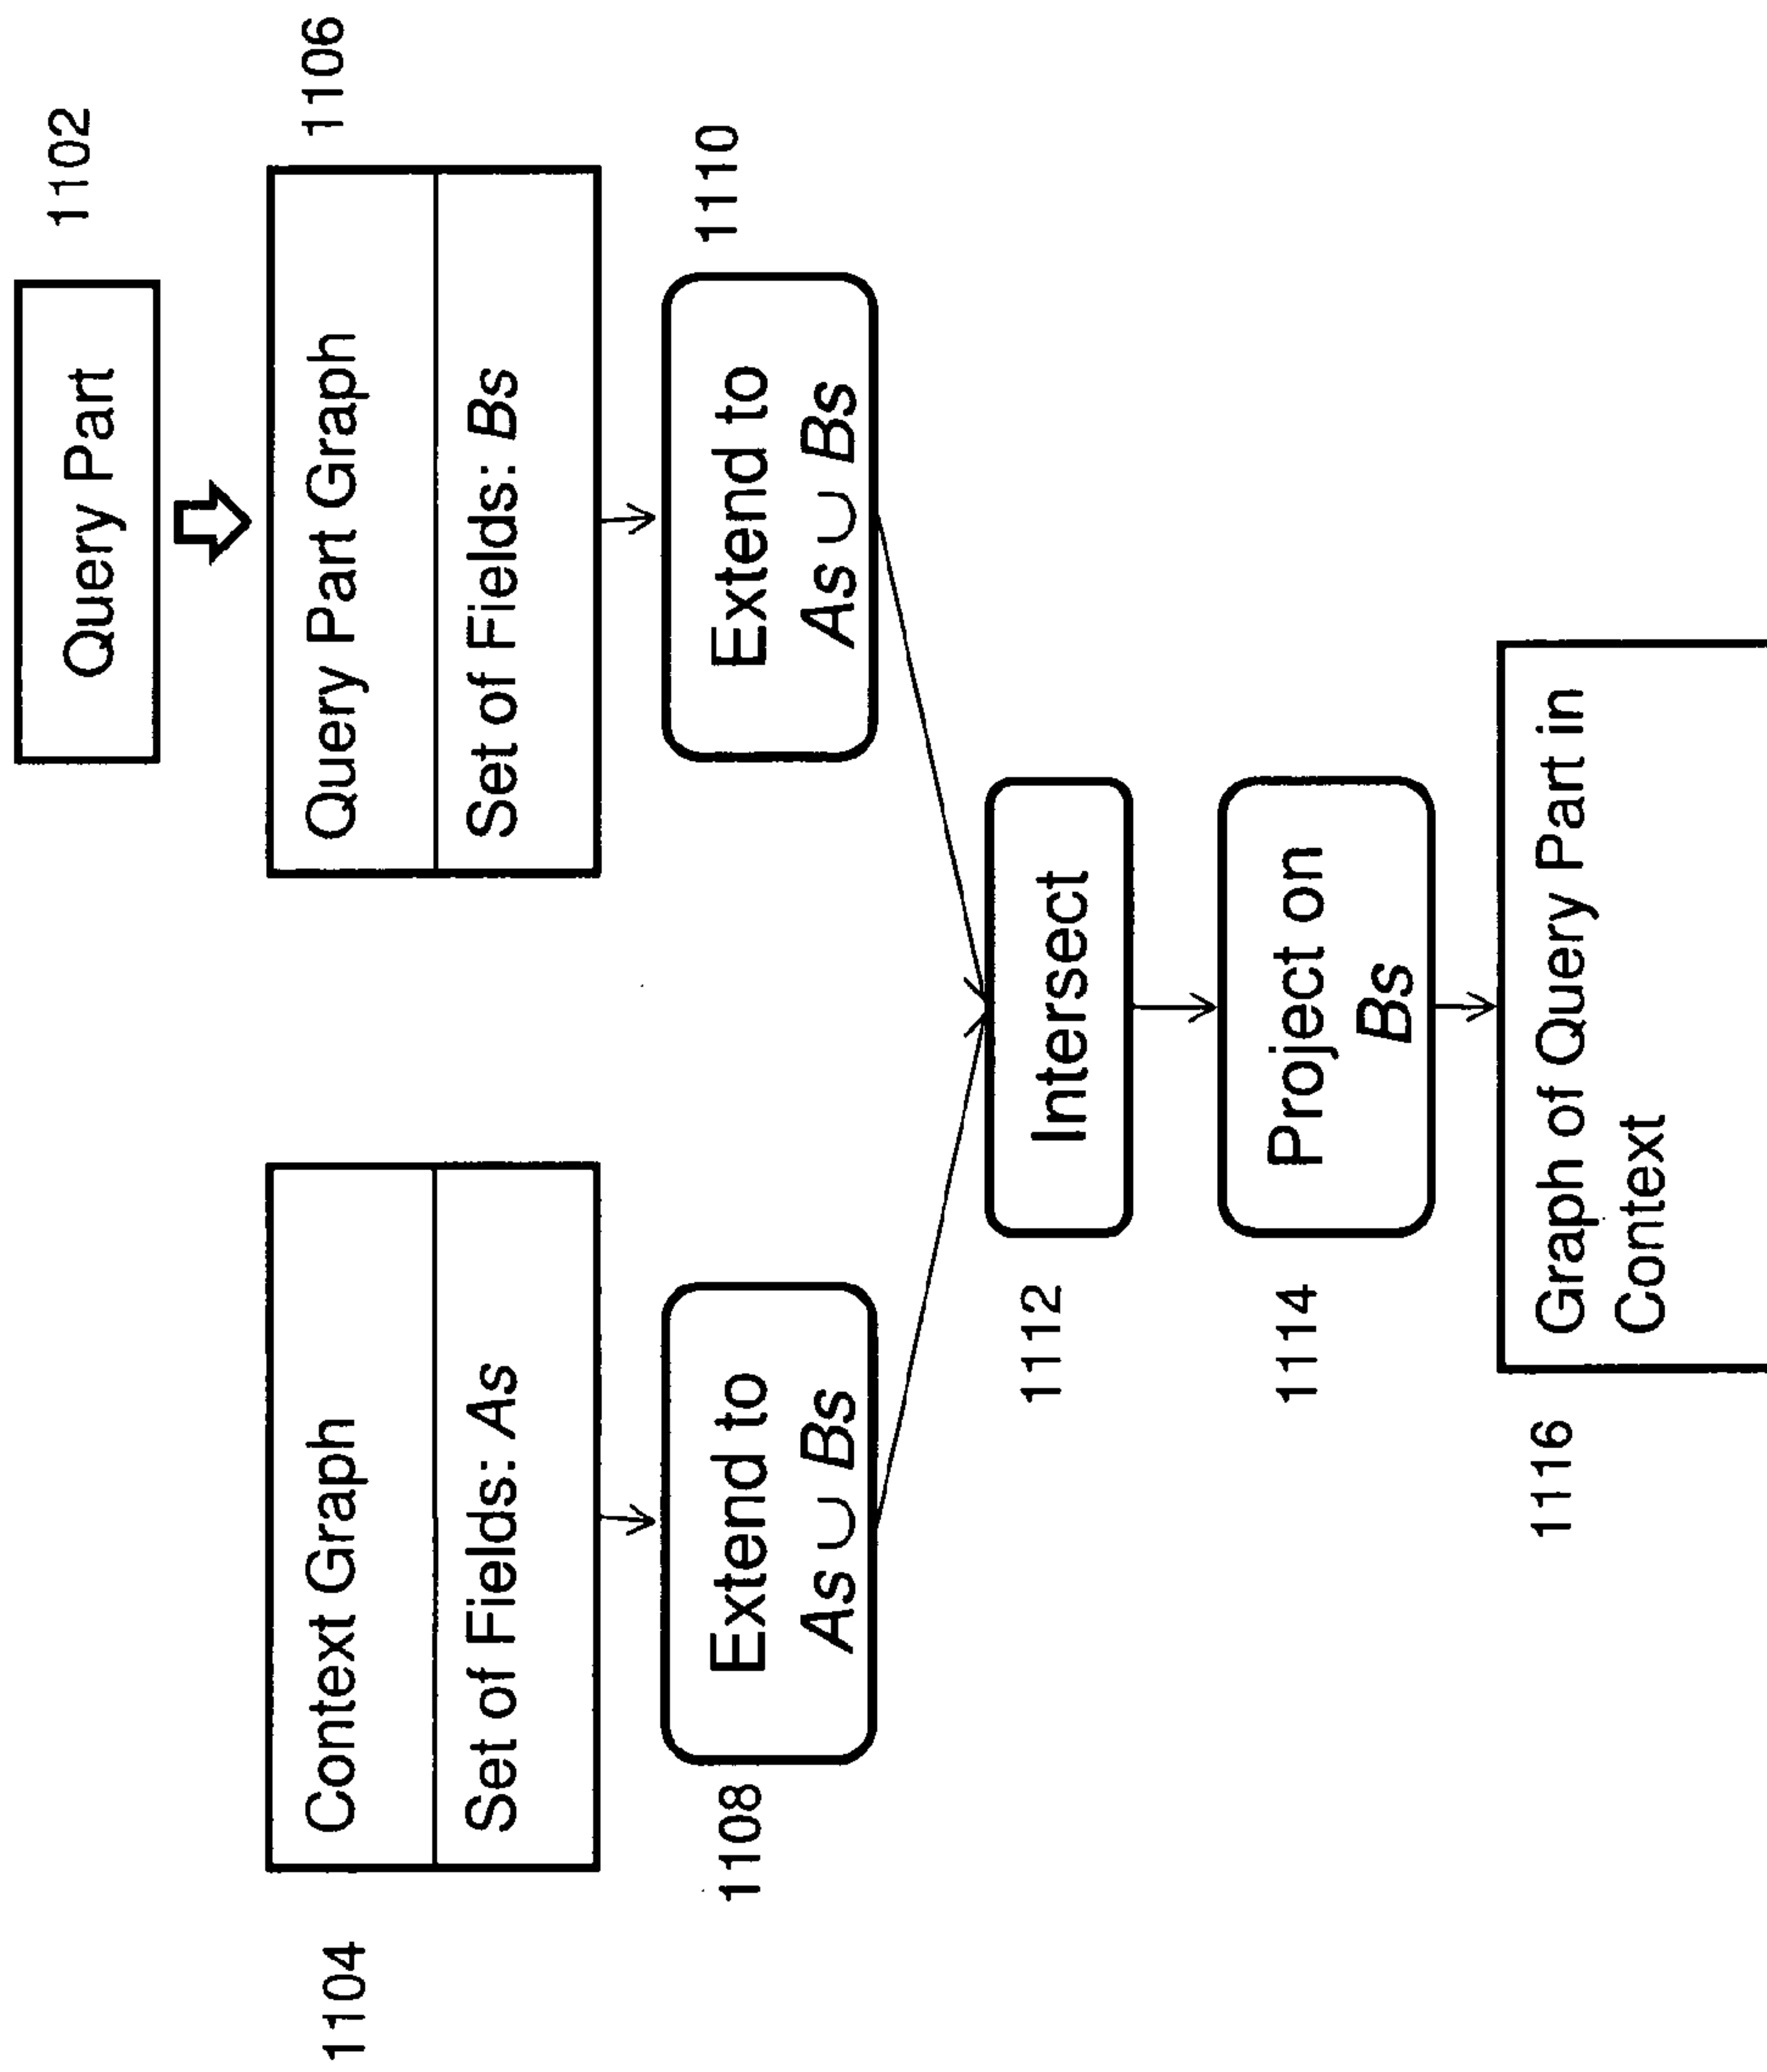 Query Part
1102
1104
Context Graph
Set of Fields: As
Query Part Graph
Set of Fields: Bs
1106
1108
Extend to
As ∪ Bs
Extend to
As ∪ Bs
1110
1112
Intersect
1114
Project on
Bs
1116
Graph of Query Part in
Context